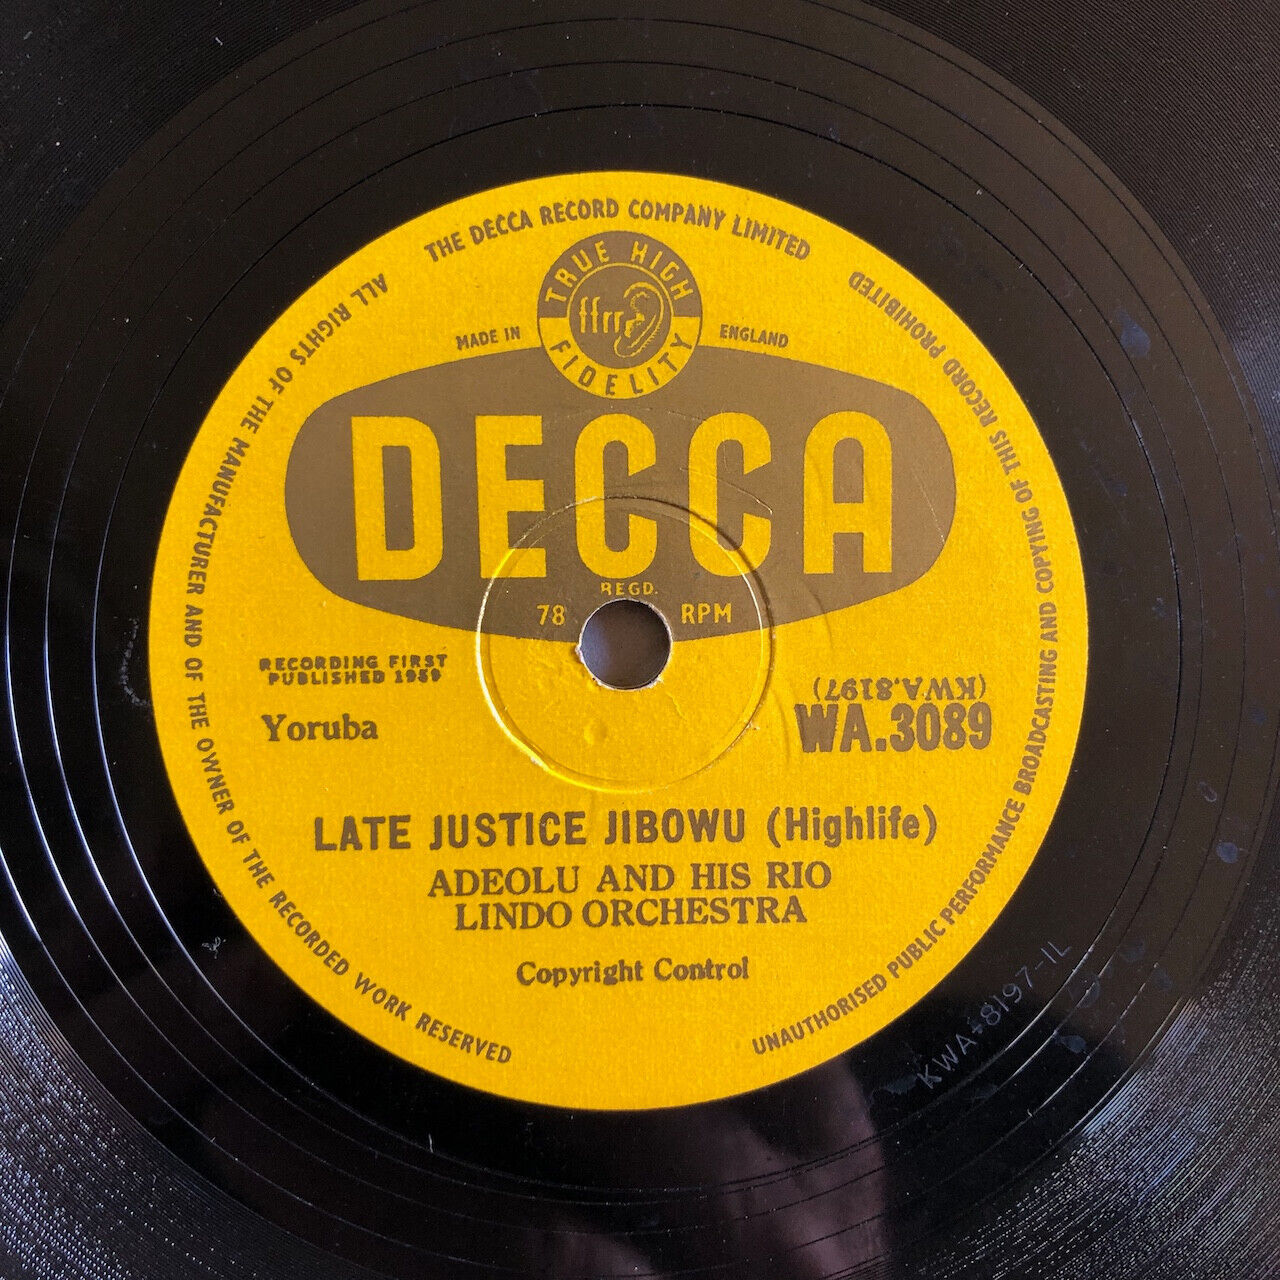 THE DECCA RECORD COMPANY LIMITED
ALL RIGHTS OF THE MANUFACTURER AND OF THE OWNER OF THE RECORDED WORK RESERVED
UNAUTHORISED PUBLIC PERFORMANCE BROADCASTING AND COPYING OF THIS RECORD PROHIBITED
TRUE HIGH
ffrr
FIDELITY
MADE IN ENGLAND
DECCA
REGD.
78 RPM
RECORDING FIRST
PUBLISHED 1959
(KWA.8197)
Yoruba
WA.3089
LATE JUSTICE JIBOWU (Highlife)
ADEOLU AND HIS RIO
LINDO ORCHESTRA
Copyright Control
KWA-8197-1L